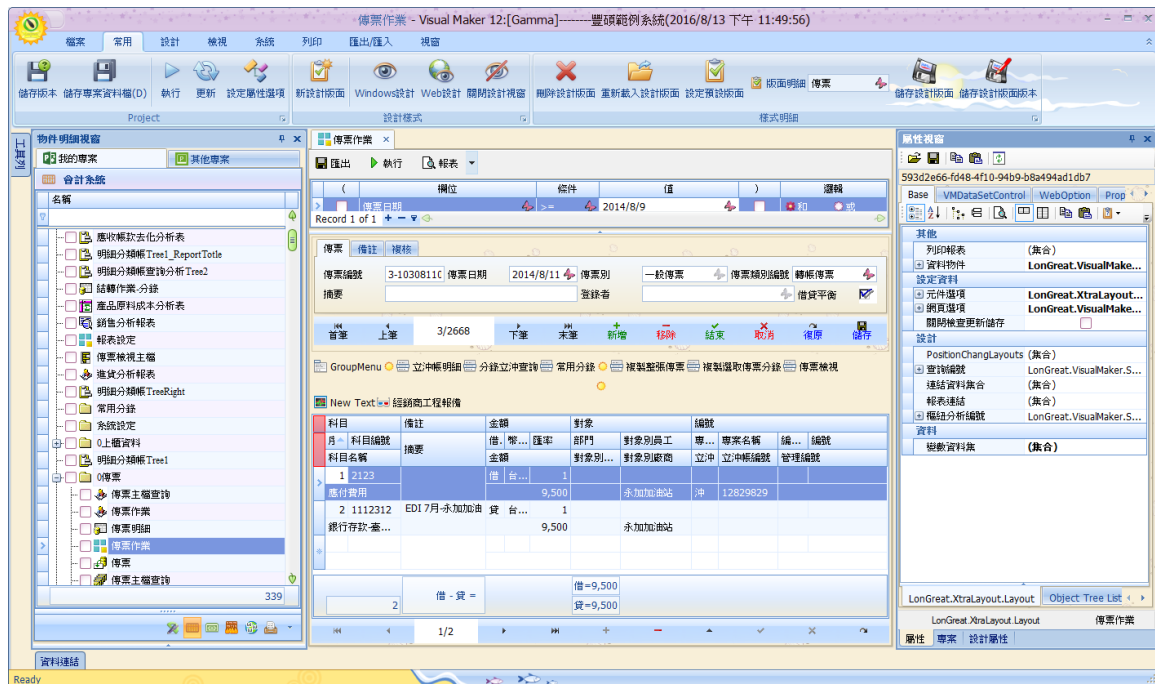 傳票作業 - Visual Maker 12:[Gamma]--------豐碩範例系統(2016/8/13 下午 11:49:56)
檔案 常用 設計 檢視 系統 列印 匯出/匯入 視窗
儲存版本 儲存專案資料檔(D) 執行 更新 設定屬性選項 新設計版面 Windows設計 Web設計 關閉設計視窗 刪除設計版面 重新載入設計版面 設定預設版面 版面明細 傳票 儲存設計版面 儲存設計版面版本
Project 設計樣式 樣式明細
工具列
物件明細視窗
我的專案 其他專案
會計系統
名稱
應收帳款去化分析表
明細分類帳Tree1_ReportTotle
明細分類帳查詢分析Tree2
結轉作業-分錄
產品原料成本分析表
銷售分析報表
報表設定
傳票檢視主檔
進貨分析報表
明細分類帳TreeRight
常用分錄
系統設定
0上櫃資料
明細分類帳Tree1
0傳票
傳票主檔查詢
傳票作業
傳票明細
傳票作業
傳票
傳票主檔查詢
339
資料連結
Ready
傳票作業
匯出 執行 報表
( 欄位 條件 值 ) 邏輯
傳票日期 >= 2014/8/9 和 或
Record 1 of 1
傳票 備註 複核
傳票編號 3-10308110 傳票日期 2014/8/11 傳票別 一般傳票 傳票類別編號 轉帳傳票
摘要 登錄者 借貸平衡
首筆 上筆 3/2668 下筆 末筆 新增 移除 結束 取消 復原 儲存
GroupMenu 立沖帳明細 分錄立沖查詢 常用分錄 複製整張傳票 複製選取傳票分錄 傳票檢視
New Text 經銷商工程報備
科目 備註 金額 對象 編號
月 科目編號 摘要 借. 幣... 匯率 部門 對象別員工 專... 專案名稱 編... 編號
科目名稱 金額 對象別... 對象別廠商 立沖 立沖帳編號 管理編號
1 2123 借 台... 1
應付費用 9,500 永加加油站 沖 12829829
2 1112312 EDI 7月-永加加油 貸 台... 1
銀行存款-臺... 9,500 永加加油站
2 借 - 貸 = 借=9,500
貸=9,500
1/2
屬性視窗
593d2e66-fd48-4f10-94b9-b8a494ad1db7
Base VMDataSetControl WebOption Prop
其他
列印報表 (集合)
資料物件 LonGreat.VisualMake...
設定資料
元件選項 LonGreat.XtraLayout...
網頁選項 LonGreat.VisualMake...
關閉檢查更新儲存
設計
PositionChangLayouts (集合)
查詢編號 LonGreat.VisualMaker.S...
連結資料集合 (集合)
報表連結 (集合)
樞紐分析編號 LonGreat.VisualMaker.S...
資料
變數資料集 (集合)
LonGreat.XtraLayout.Layout Object Tree List
LonGreat.XtraLayout.Layout 傳票作業
屬性 專案 設計屬性